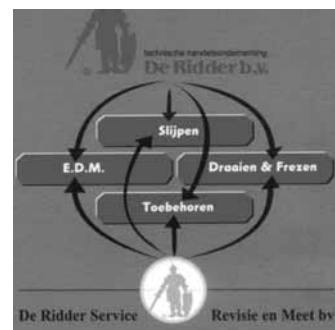 technische handelsonderneming
De Ridder b.v.
Slijpen
E.D.M.
Draaien & Frezen
Toebehoren
De Ridder Service
Revisie en Meet bv